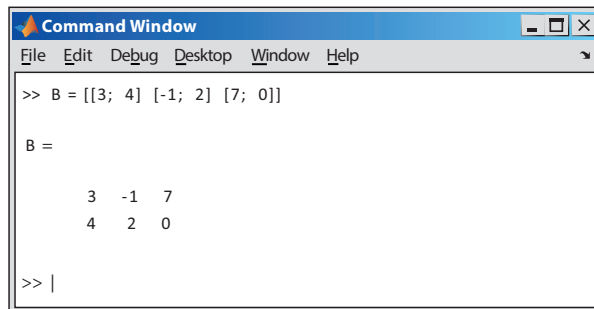 Command Window
File Edit Debug Desktop Window Help
>> B = [[3; 4] [-1; 2] [7; 0]]
B =
3 -1 7
4 2 0
>>